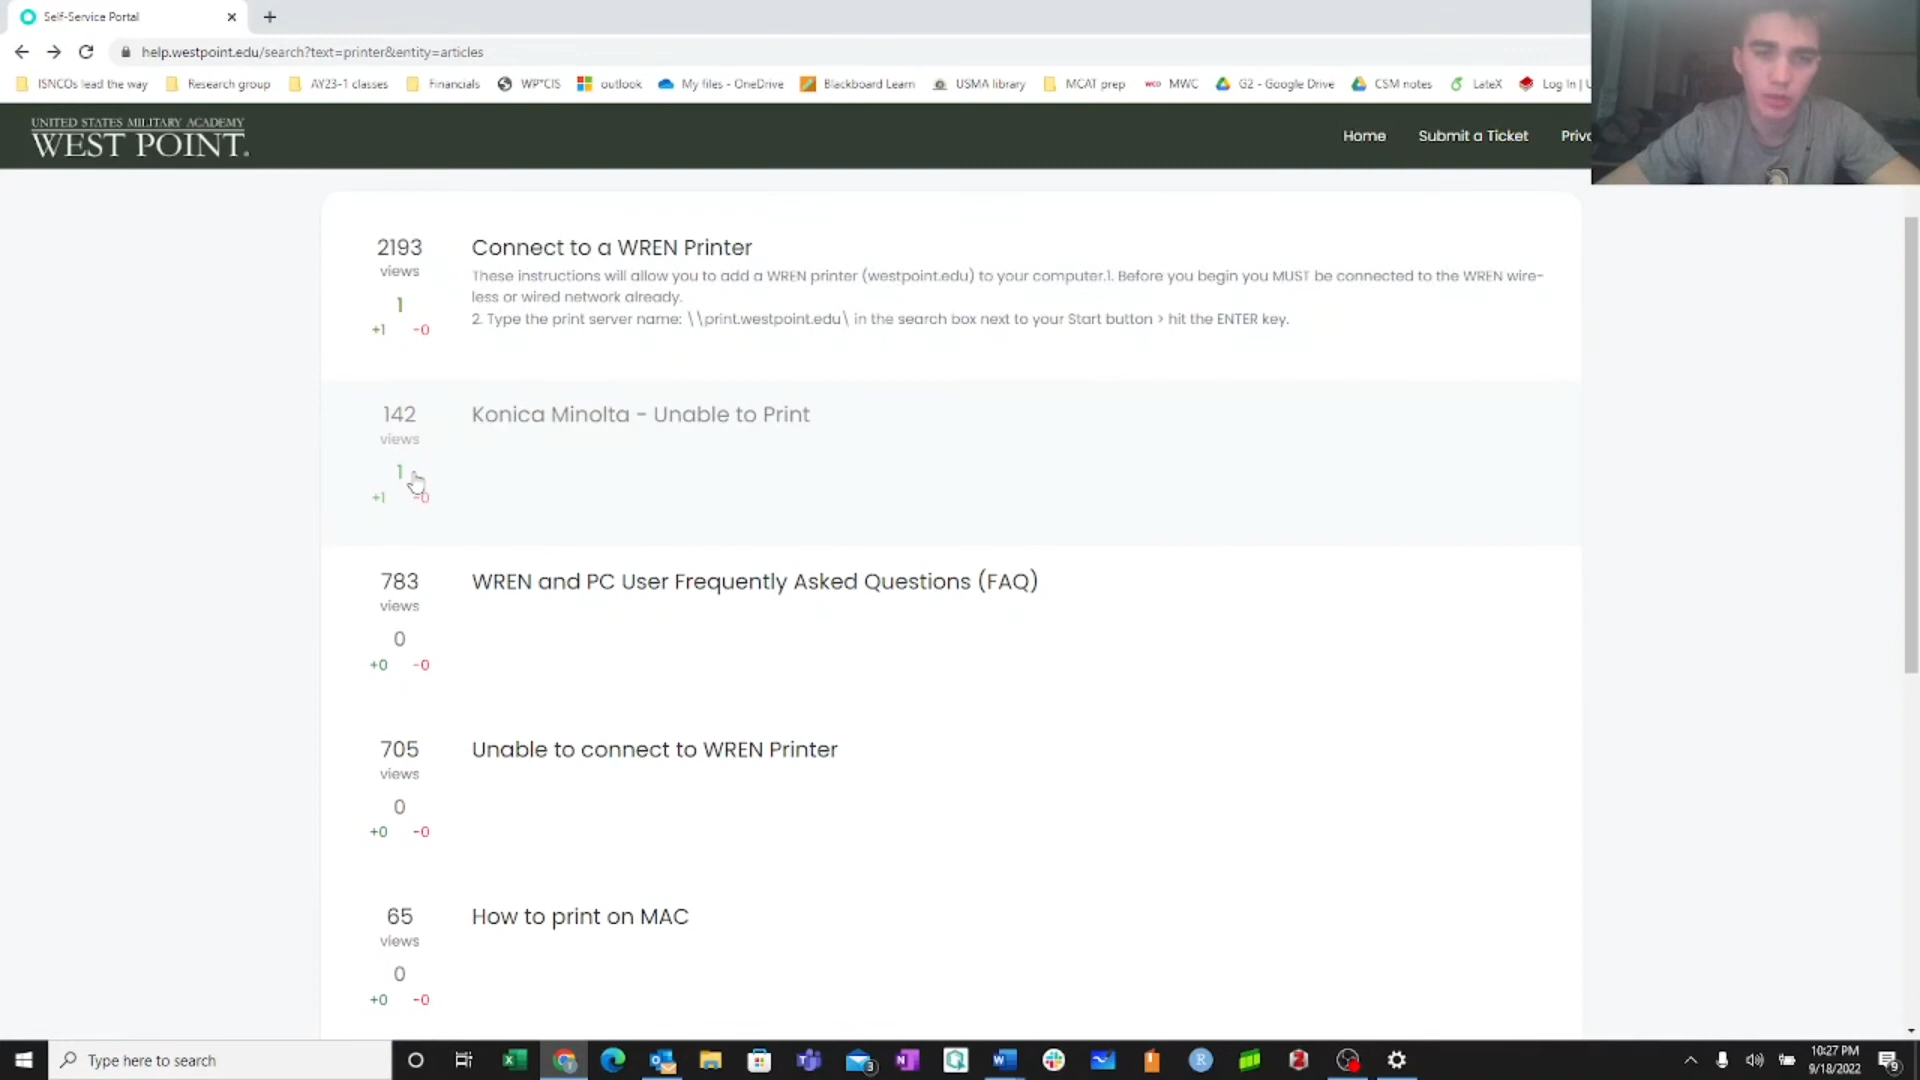 Self-Service Portal
help.westpoint.edu/search?text=printer&entity=articles
ISNCOs lead the way Research group AY23-1 classes Financials WP*CIS outlook My files - OneDrive Blackboard Learn USMA library MCAT prep MWC G2 - Google Drive CSM notes LateX Log In | U
UNITED STATES MILITARY ACADEMY
WEST POINT.
Home Submit a Ticket Priv
2193
views
1
+1 -0
Connect to a WREN Printer
These instructions will allow you to add a WREN printer (westpoint.edu) to your computer.1. Before you begin you MUST be connected to the WREN wire-
less or wired network already.
2. Type the print server name: \\print.westpoint.edu\ in the search box next to your Start button > hit the ENTER key.
142
views
1
+1 -0
Konica Minolta - Unable to Print
783
views
0
+0 -0
WREN and PC User Frequently Asked Questions (FAQ)
705
views
0
+0 -0
Unable to connect to WREN Printer
65
views
0
+0 -0
How to print on MAC
Type here to search
10:27 PM
9/18/2022